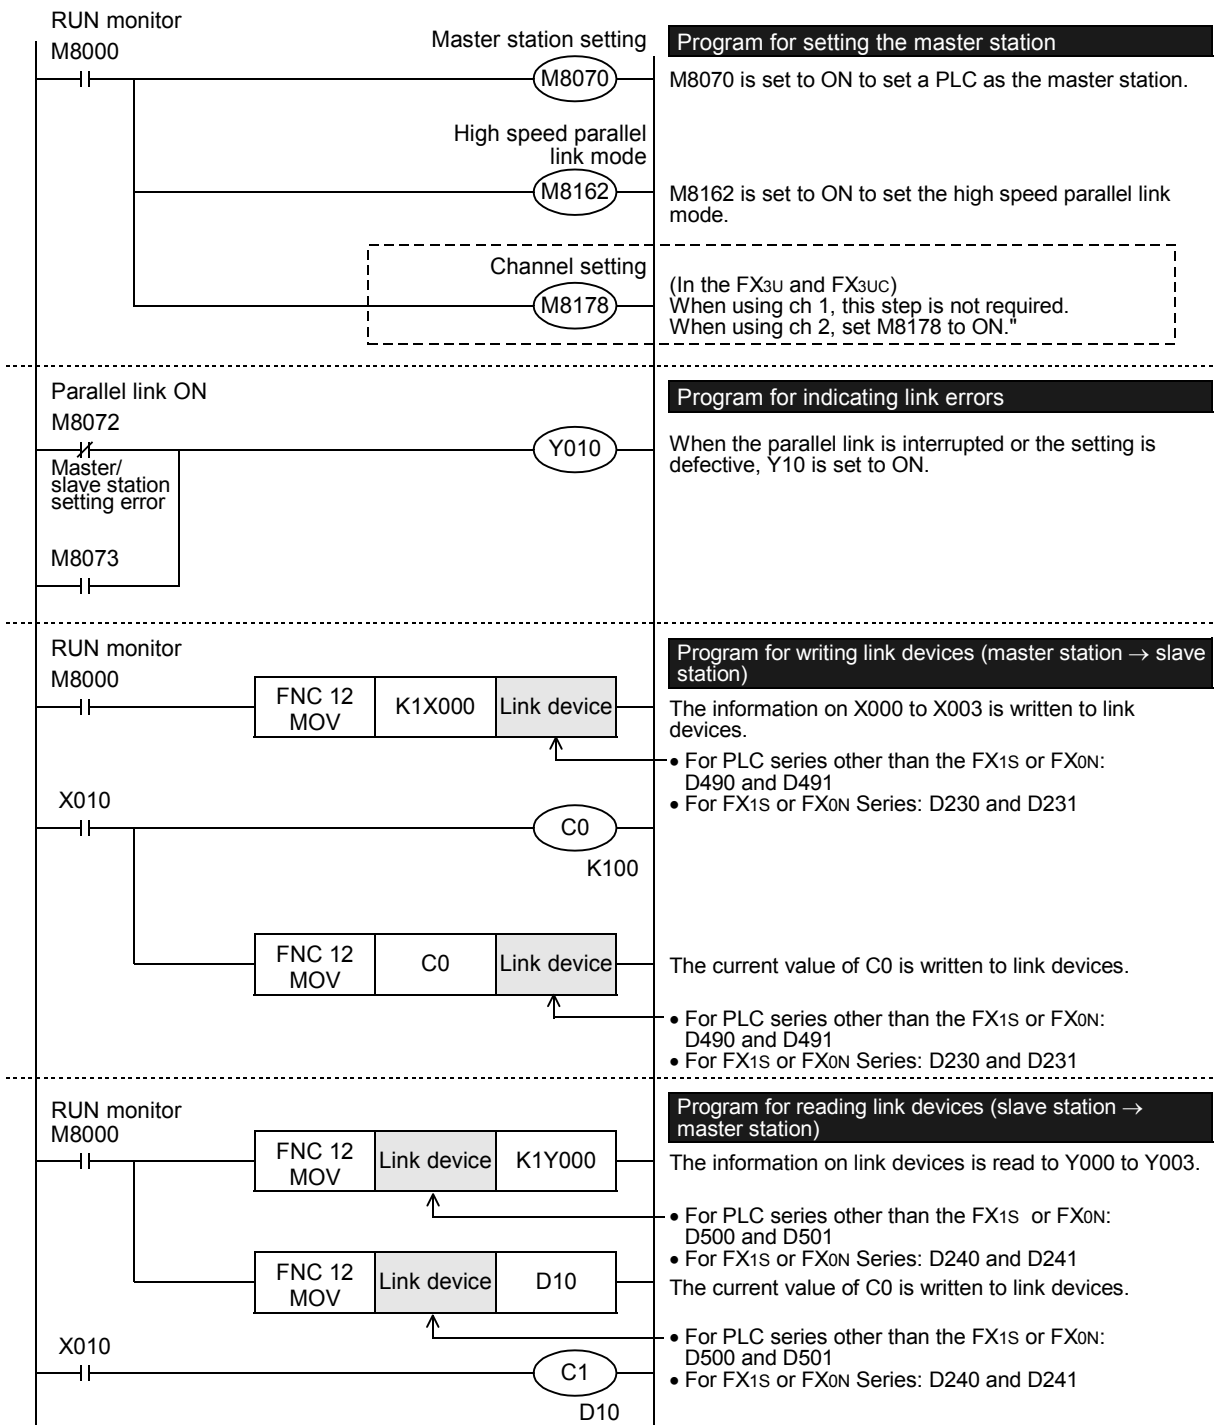 RUN monitor
M8000
Master station setting
M8070
Program for setting the master station
M8070 is set to ON to set a PLC as the master station.
High speed parallel
link mode
M8162
M8162 is set to ON to set the high speed parallel link
mode.
Channel setting
M8178
(In the FX3U and FX3UC)
When using ch 1, this step is not required.
When using ch 2, set M8178 to ON."
Parallel link ON
M8072
Master/
slave station
setting error
M8073
Y010
Program for indicating link errors
When the parallel link is interrupted or the setting is
defective, Y10 is set to ON.
RUN monitor
M8000
FNC 12
MOV
K1X000
Link device
Program for writing link devices (master station → slave
station)
The information on X000 to X003 is written to link
devices.
• For PLC series other than the FX1S or FX0N:
D490 and D491
• For FX1S or FX0N Series: D230 and D231
X010
C0
K100
FNC 12
MOV
C0
Link device
The current value of C0 is written to link devices.
• For PLC series other than the FX1S or FX0N:
D490 and D491
• For FX1S or FX0N Series: D230 and D231
RUN monitor
M8000
FNC 12
MOV
Link device
K1Y000
Program for reading link devices (slave station →
master station)
The information on link devices is read to Y000 to Y003.
• For PLC series other than the FX1S or FX0N:
D500 and D501
• For FX1S or FX0N Series: D240 and D241
FNC 12
MOV
Link device
D10
The current value of C0 is written to link devices.
• For PLC series other than the FX1S or FX0N:
D500 and D501
• For FX1S or FX0N Series: D240 and D241
X010
C1
D10